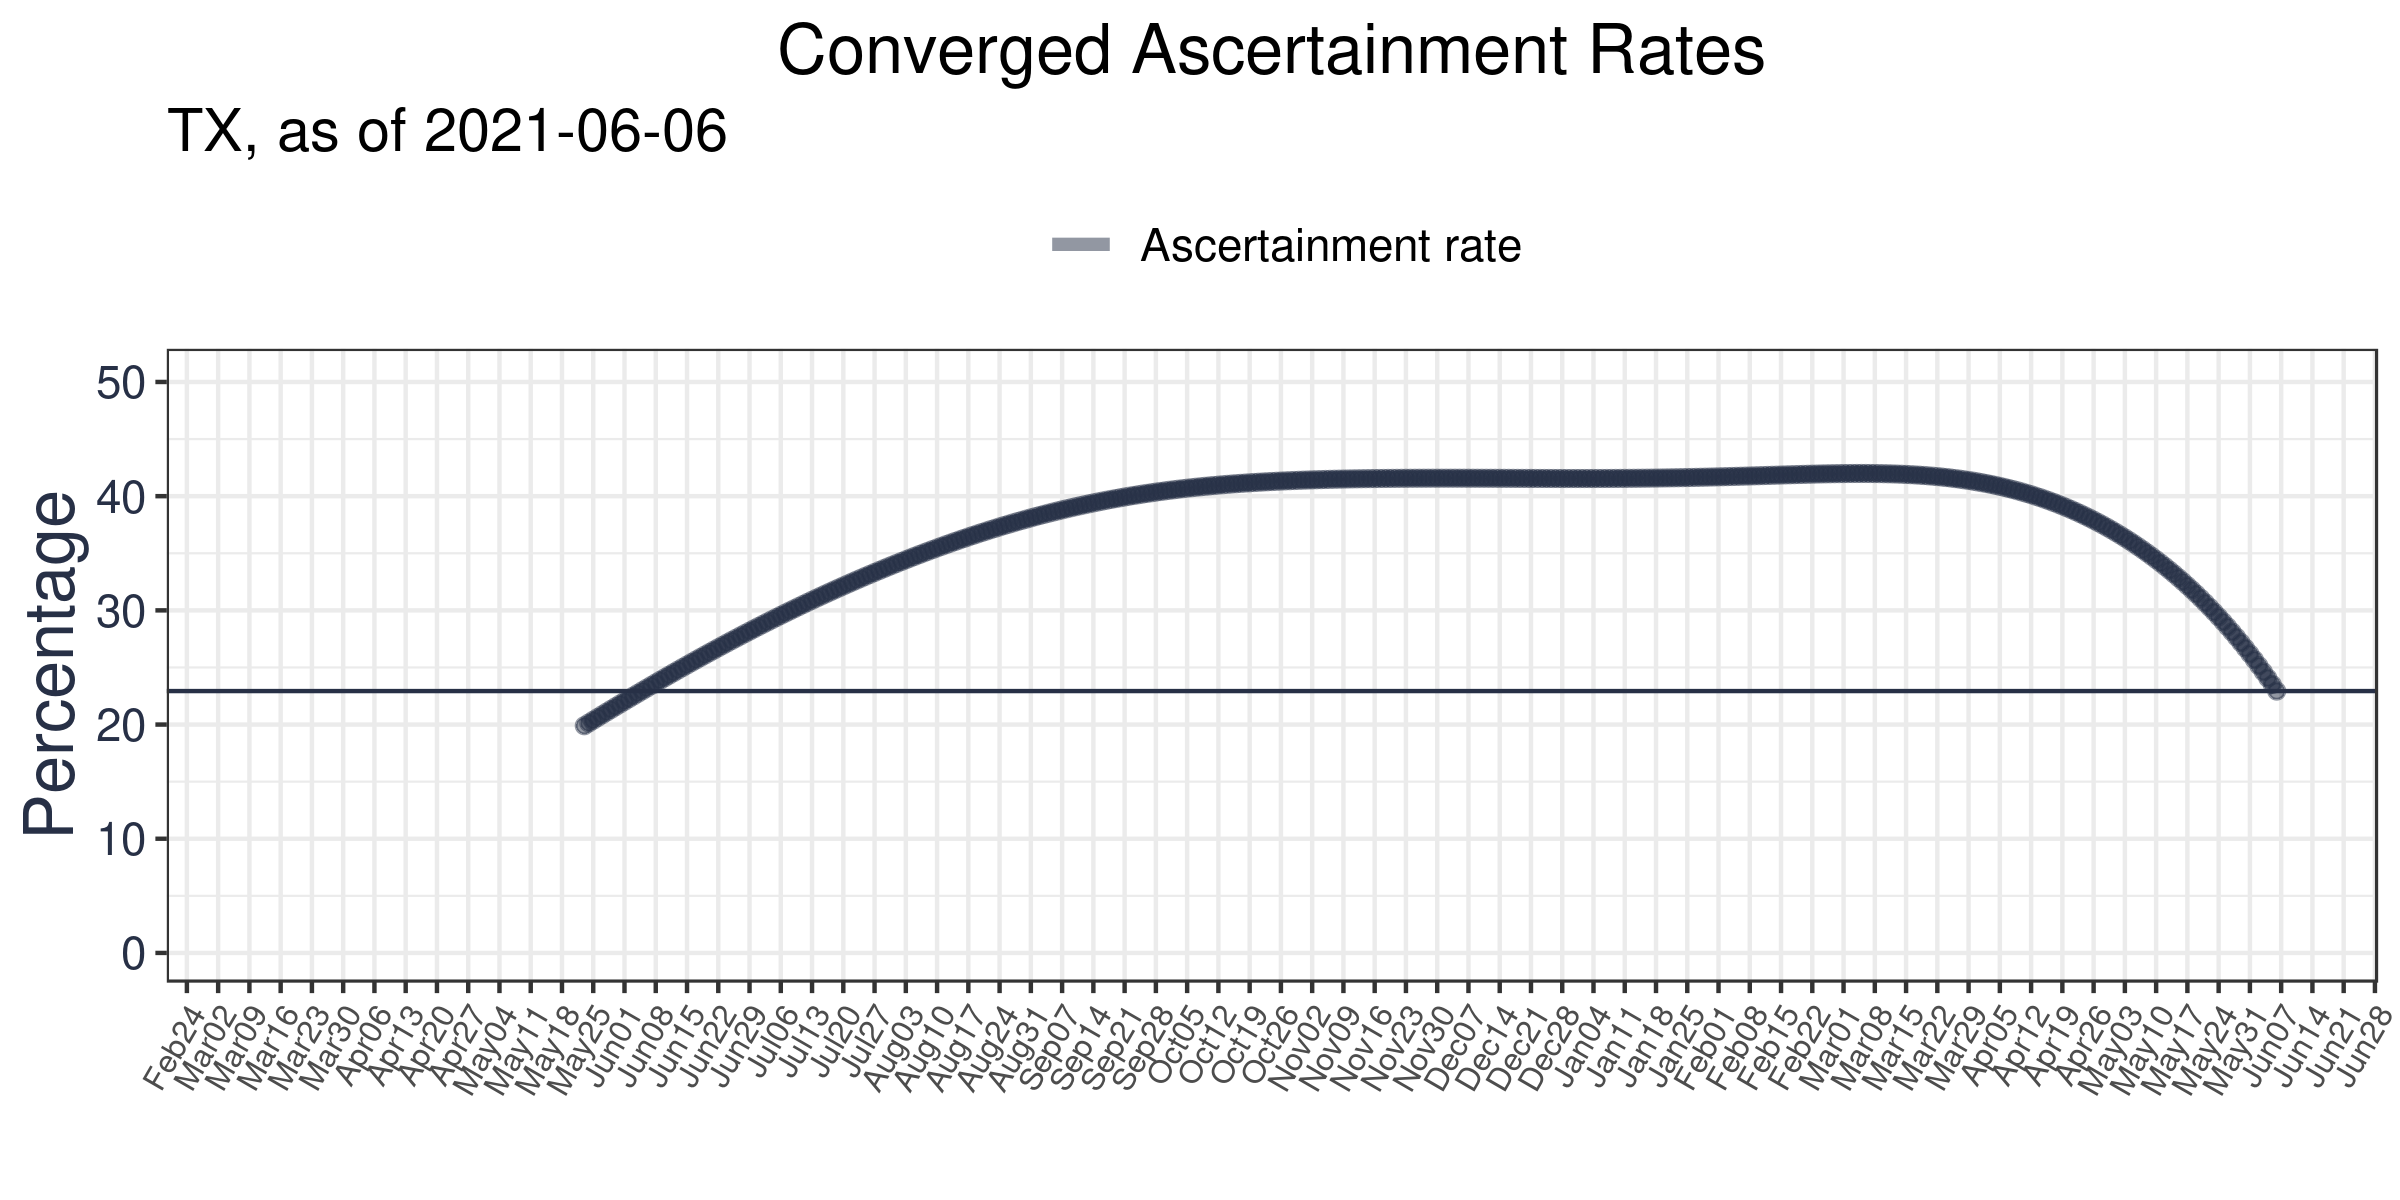 Converged Ascertainment Rates
TX, as of 2021-06-06
Ascertainment rate
Percentage
50
40
30
20
10
0
Feb24
Mar02
Mar09
Mar16
Mar23
Mar30
Apr06
Apr13
Apr20
Apr27
May04
May11
May18
May25
Jun01
Jun08
Jun15
Jun22
Jun29
Jul06
Jul13
Jul20
Jul27
Aug03
Aug10
Aug17
Aug24
Aug31
Sep07
Sep14
Sep21
Sep28
Oct05
Oct12
Oct19
Oct26
Nov02
Nov09
Nov16
Nov23
Nov30
Dec07
Dec14
Dec21
Dec28
Jan04
Jan11
Jan18
Jan25
Feb01
Feb08
Feb15
Feb22
Mar01
Mar08
Mar15
Mar22
Mar29
Apr05
Apr12
Apr19
Apr26
May03
May10
May17
May24
May31
Jun07
Jun14
Jun21
Jun28